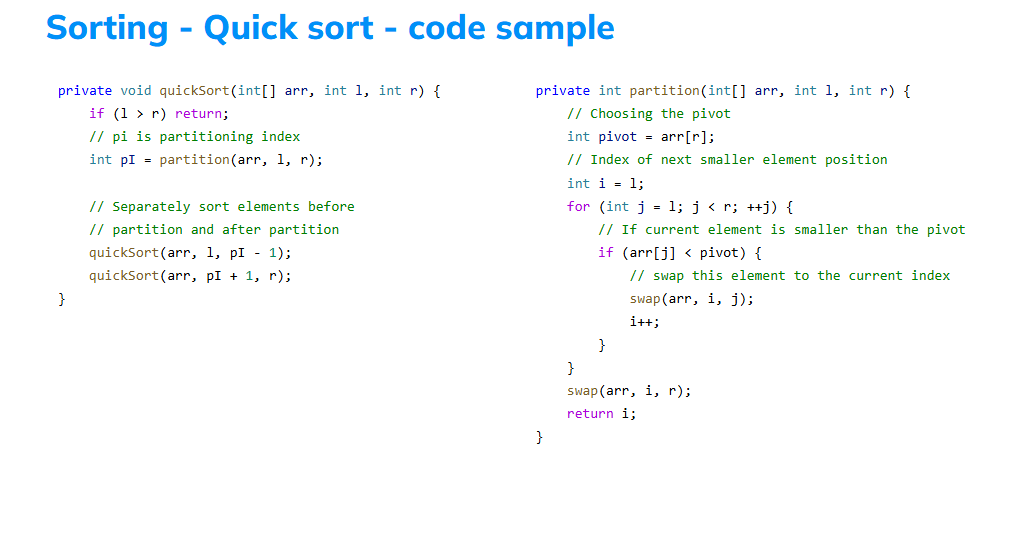 Sorting - Quick sort - code sample
private void quickSort(int[] arr, int l, int r) {
    if (l > r) return;
    // pi is partitioning index
    int pI = partition(arr, l, r);

    // Separately sort elements before
    // partition and after partition
    quickSort(arr, l, pI - 1);
    quickSort(arr, pI + 1, r);
}
private int partition(int[] arr, int l, int r) {
    // Choosing the pivot
    int pivot = arr[r];
    // Index of next smaller element position
    int i = l;
    for (int j = l; j < r; ++j) {
        // If current element is smaller than the pivot
        if (arr[j] < pivot) {
            // swap this element to the current index
            swap(arr, i, j);
            i++;
        }
    }
    swap(arr, i, r);
    return i;
}